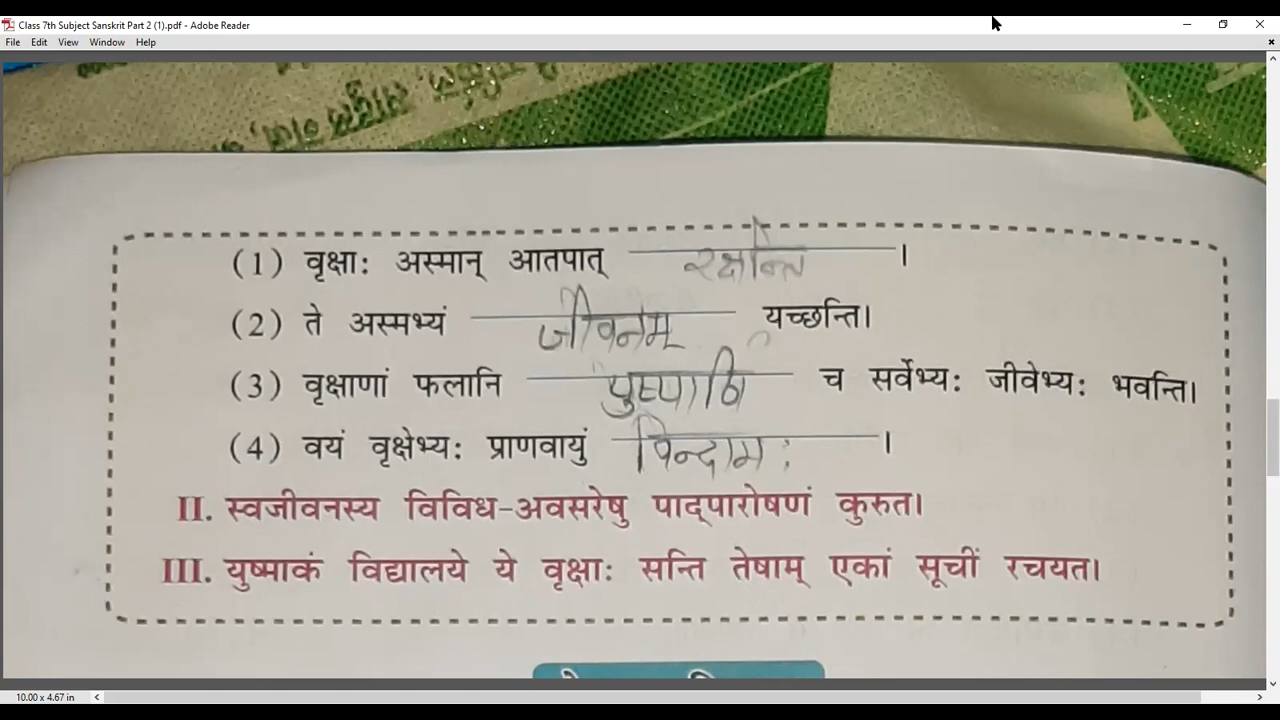 Class 7th Subject Sanskrit Part 2 (1).pdf - Adobe Reader
File Edit View Window Help
(1) वृक्षाः अस्मान् आतपात् रक्षन्ति ।
(2) ते अस्मभ्यं जीवनम् यच्छन्ति।
(3) वृक्षाणां फलानि पुष्पाणि च सर्वेभ्यः जीवेभ्यः भवन्ति।
(4) वयं वृक्षेभ्यः प्राणवायुं विन्दामः ।
II. स्वजीवनस्य विविध-अवसरेषु पाद्पारोषणं कुरुत।
III. युष्माकं विद्यालये ये वृक्षाः सन्ति तेषाम् एकां सूचीं रचयत।
10.00 x 4.67 in